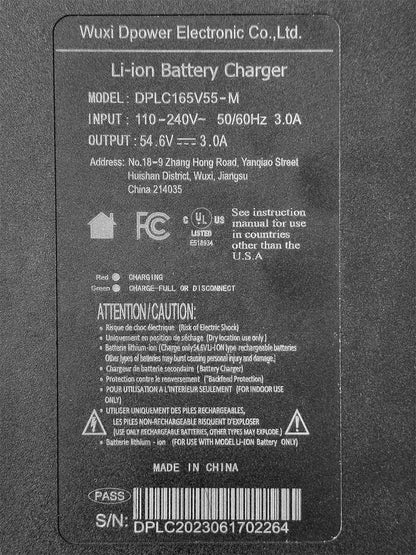 Wuxi Dpower Electronic Co.,Ltd.
Li-ion Battery Charger
MODEL: DPLC165V55-M
INPUT: 110-240V~ 50/60Hz 3.0A
OUTPUT: 54.6V⎓3.0A
Address: No.18-9 Zhang Hong Road, Yanqiao Street
Huishan District, Wuxi, Jiangsu
China 214035
FC
C UL US
LISTED
E518934
See instruction
manual for use
in countries
other than the
U.S.A
Red CHARGING
Green CHARGE-FULL OR DISCONNECT
ATTENTION/CAUTION:
• Risque de choc électrique (Risk of Electric Shock)
• Uniquement en position de séchage (Dry location use only)
• Batterie lithium-ion (Charge only54.6VLi-ION type rechargeable batteries
Other types of batteries may burst causing personal injury and damage.)
• Chargeur de batterie secondaire (Battery Charger)
• Protection contre le renversement ("Backfeed Protection)
• POUR UTILISATION A L'INTERIEUR SEULEMENT (FOR INDOOR USE
ONLY)
• UTILISER UNIQUEMENT DES PILES RECHARGEABLES,
LES PILES NON-RECHARGEABLES RISQUENT D'EXPLOSER
(USE ONLY RECHARGEABLE BATTERIES, OTHER TYPES MAY EXPLODE.)
• Batterie lithium - ion (FOR USE WITH MODEL LI-ION Battery ONLY)
MADE IN CHINA
PASS
S/N: DPLC2023061702264